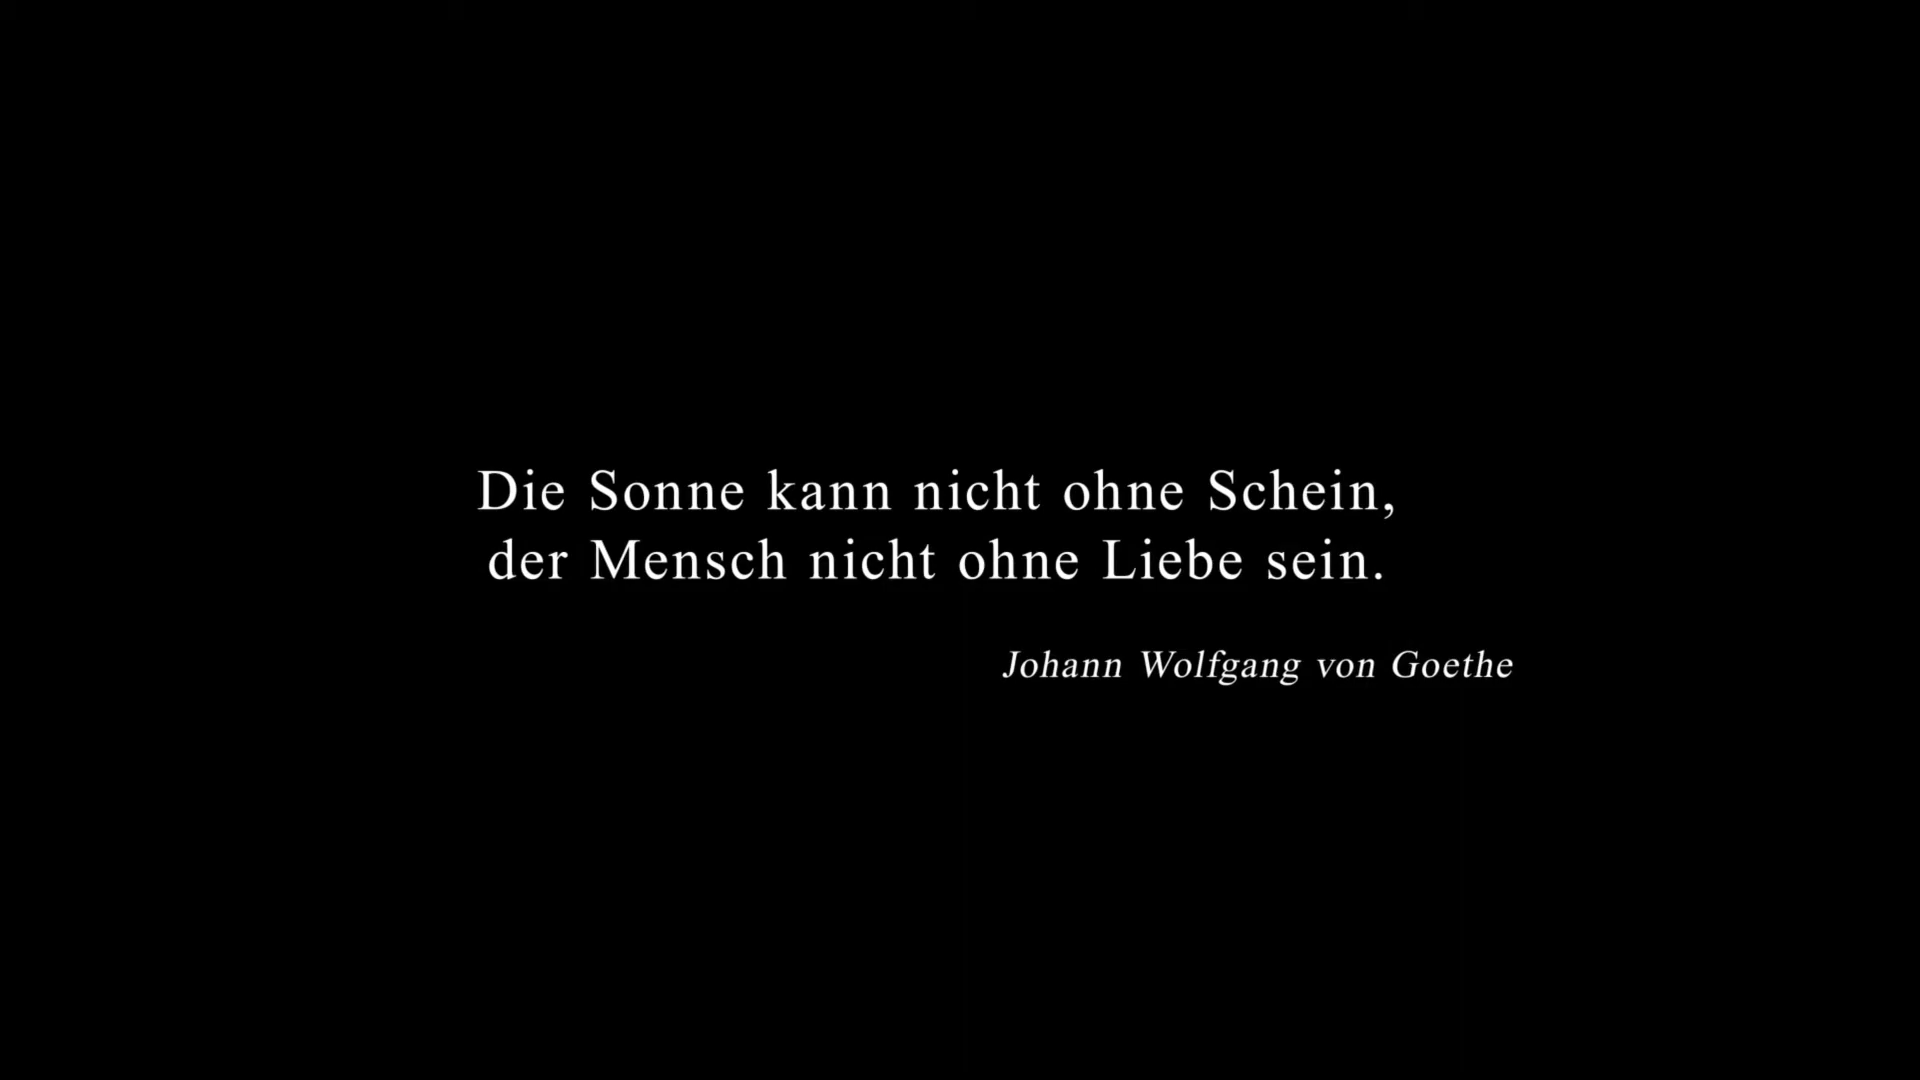 Die Sonne kann nicht ohne Schein,
der Mensch nicht ohne Liebe sein.
Johann Wolfgang von Goethe